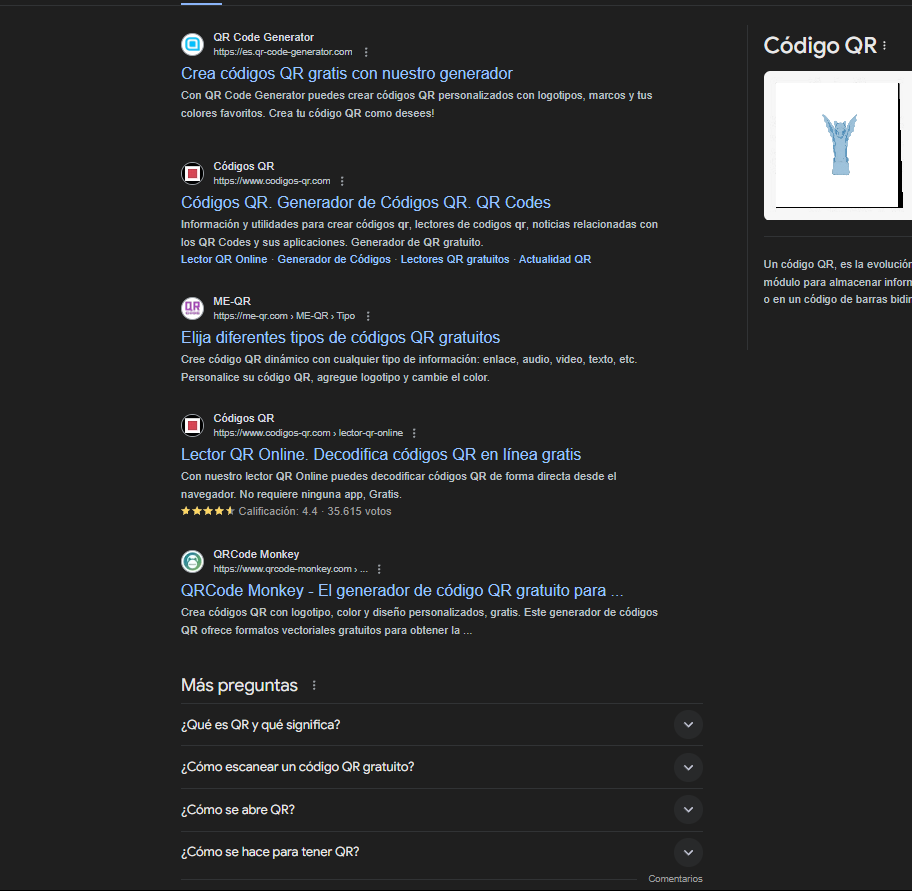 QR Code Generator
https://es.qr-code-generator.com
Crea códigos QR gratis con nuestro generador
Con QR Code Generator puedes crear códigos QR personalizados con logotipos, marcos y tus
colores favoritos. Crea tu código QR como desees!
Códigos QR
https://www.codigos-qr.com
Códigos QR. Generador de Códigos QR. QR Codes
Información y utilidades para crear códigos qr, lectores de codigos qr, noticias relacionadas con
los QR Codes y sus aplicaciones. Generador de QR gratuito.
Lector QR Online · Generador de Códigos · Lectores QR gratuitos · Actualidad QR
QR
ME-QR
https://me-qr.com › ME-QR › Tipo
Elija diferentes tipos de códigos QR gratuitos
Cree código QR dinámico con cualquier tipo de información: enlace, audio, video, texto, etc.
Personalice su código QR, agregue logotipo y cambie el color.
Códigos QR
https://www.codigos-qr.com › lector-qr-online
Lector QR Online. Decodifica códigos QR en línea gratis
Con nuestro lector QR Online puedes decodificar códigos QR de forma directa desde el
navegador. No requiere ninguna app, Gratis.
Calificación: 4.4 · 35.615 votos
QRCode Monkey
https://www.qrcode-monkey.com › ...
QRCode Monkey - El generador de código QR gratuito para ...
Crea códigos QR con logotipo, color y diseño personalizados, gratis. Este generador de códigos
QR ofrece formatos vectoriales gratuitos para obtener la ...
Más preguntas
¿Qué es QR y qué significa?
¿Cómo escanear un código QR gratuito?
¿Cómo se abre QR?
¿Cómo se hace para tener QR?
Comentarios
Código QR
Un código QR, es la evolución
módulo para almacenar inform
o en un código de barras bidir